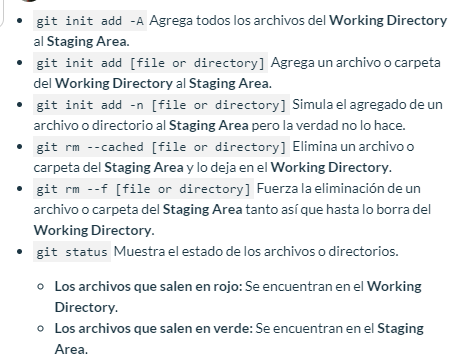 git init add -A Agrega todos los archivos del Working Directory
al Staging Area.
git init add [file or directory] Agrega un archivo o carpeta
del Working Directory al Staging Area.
git init add -n [file or directory] Simula el agregado de un
archivo o directorio al Staging Area pero la verdad no lo hace.
git rm --cached [file or directory] Elimina un archivo o
carpeta del Staging Area y lo deja en el Working Directory.
git rm --f [file or directory] Fuerza la eliminación de un
archivo o carpeta del Staging Area tanto así que hasta lo borra del
Working Directory.
git status Muestra el estado de los archivos o directorios.
Los archivos que salen en rojo: Se encuentran en el Working
Directory.
Los archivos que salen en verde: Se encuentran en el Staging
Area.